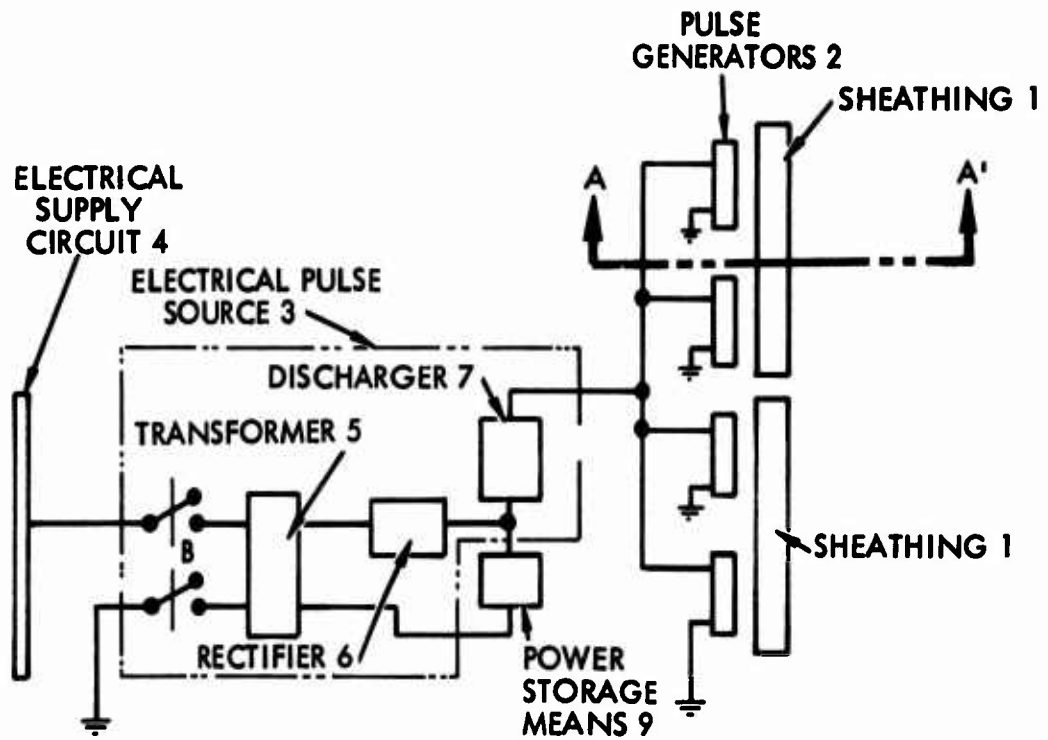 PULSE
GENERATORS 2
SHEATHING 1
A
A'
ELECTRICAL
SUPPLY
CIRCUIT 4
ELECTRICAL PULSE
SOURCE 3
DISCHARGER 7
TRANSFORMER 5
B
SHEATHING 1
RECTIFIER 6
POWER
STORAGE
MEANS 9